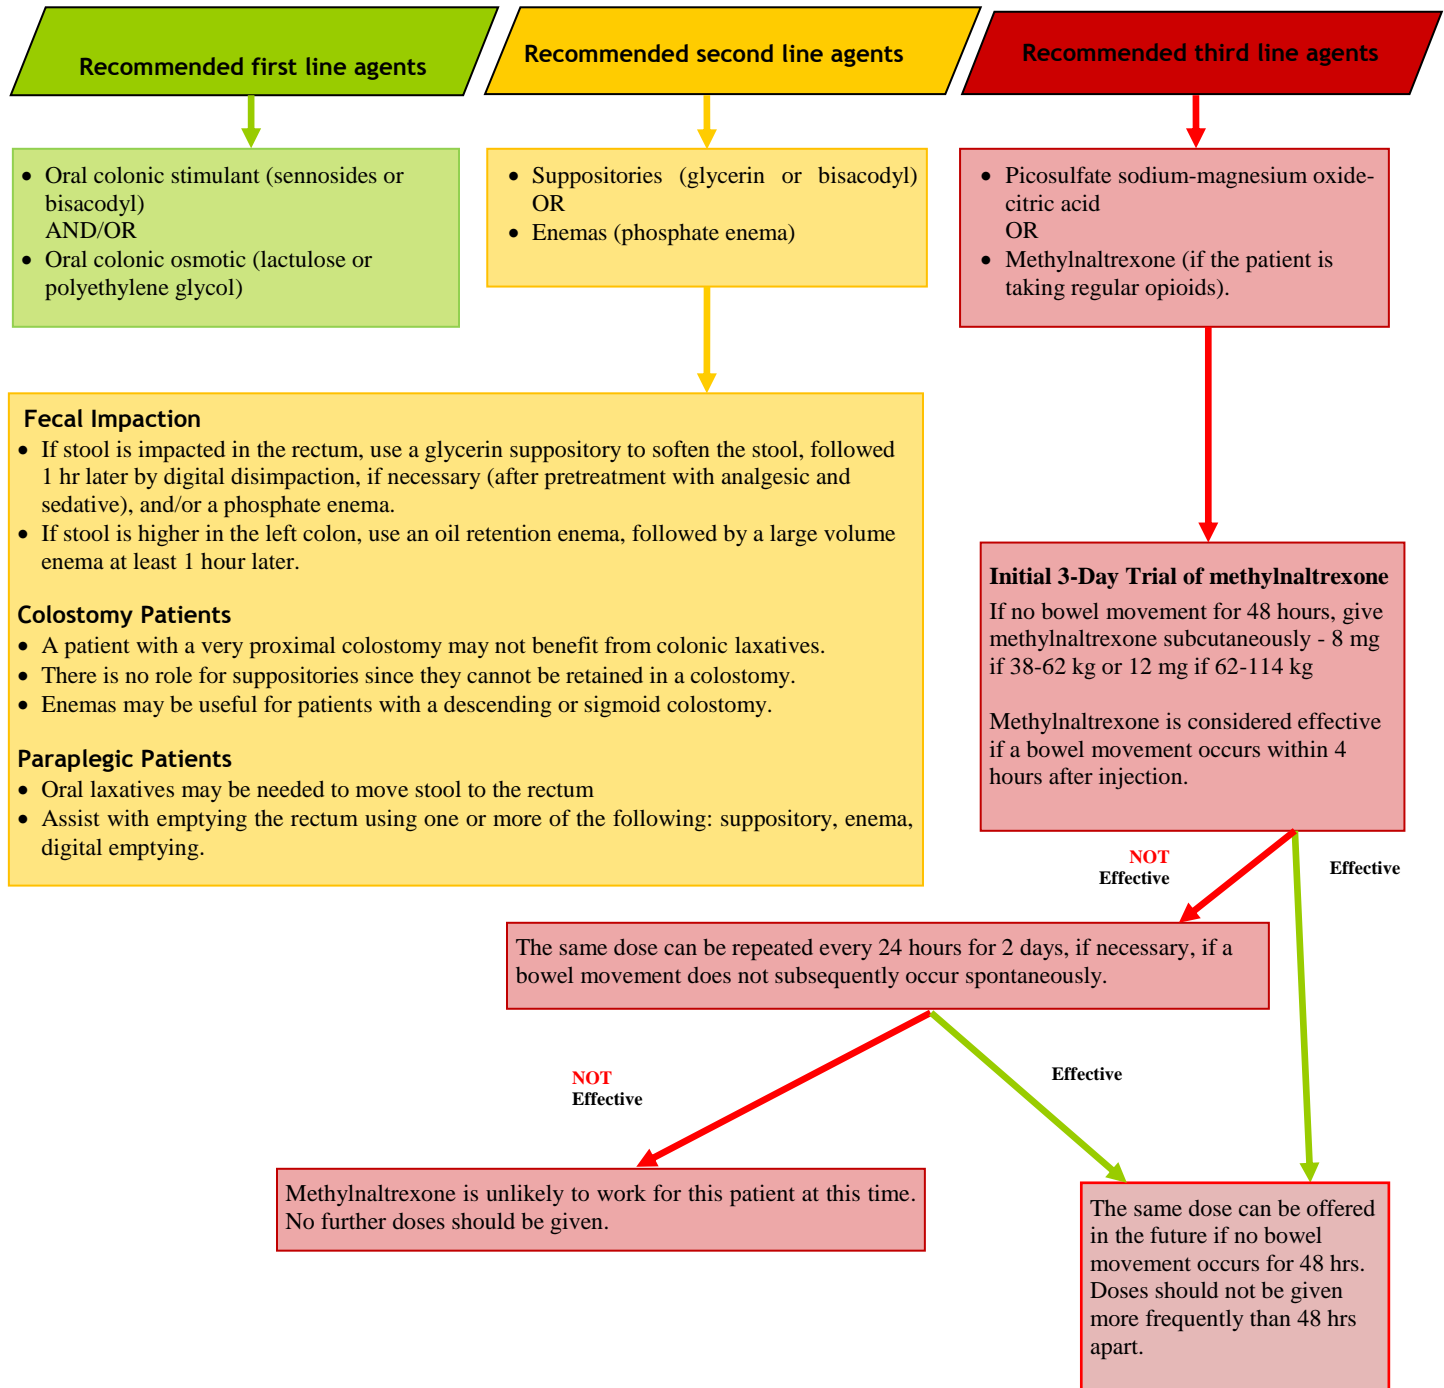 Recommended first line agents
Recommended second line agents
Recommended third line agents
• Oral colonic stimulant (sennosides or
bisacodyl)
AND/OR
• Oral colonic osmotic (lactulose or
polyethylene glycol)
• Suppositories (glycerin or bisacodyl)
OR
• Enemas (phosphate enema)
• Picosulfate sodium-magnesium oxide-
citric acid
OR
• Methylnaltrexone (if the patient is
taking regular opioids).
Fecal Impaction
• If stool is impacted in the rectum, use a glycerin suppository to soften the stool, followed
1 hr later by digital disimpaction, if necessary (after pretreatment with analgesic and
sedative), and/or a phosphate enema.
• If stool is higher in the left colon, use an oil retention enema, followed by a large volume
enema at least 1 hour later.
Colostomy Patients
• A patient with a very proximal colostomy may not benefit from colonic laxatives.
• There is no role for suppositories since they cannot be retained in a colostomy.
• Enemas may be useful for patients with a descending or sigmoid colostomy.
Paraplegic Patients
• Oral laxatives may be needed to move stool to the rectum
• Assist with emptying the rectum using one or more of the following: suppository, enema,
digital emptying.
Initial 3-Day Trial of methylnaltrexone
If no bowel movement for 48 hours, give
methylnaltrexone subcutaneously - 8 mg
if 38-62 kg or 12 mg if 62-114 kg
Methylnaltrexone is considered effective
if a bowel movement occurs within 4
hours after injection.
NOT
Effective
Effective
The same dose can be repeated every 24 hours for 2 days, if necessary, if a
bowel movement does not subsequently occur spontaneously.
NOT
Effective
Effective
Methylnaltrexone is unlikely to work for this patient at this time.
No further doses should be given.
The same dose can be offered
in the future if no bowel
movement occurs for 48 hrs.
Doses should not be given
more frequently than 48 hrs
apart.